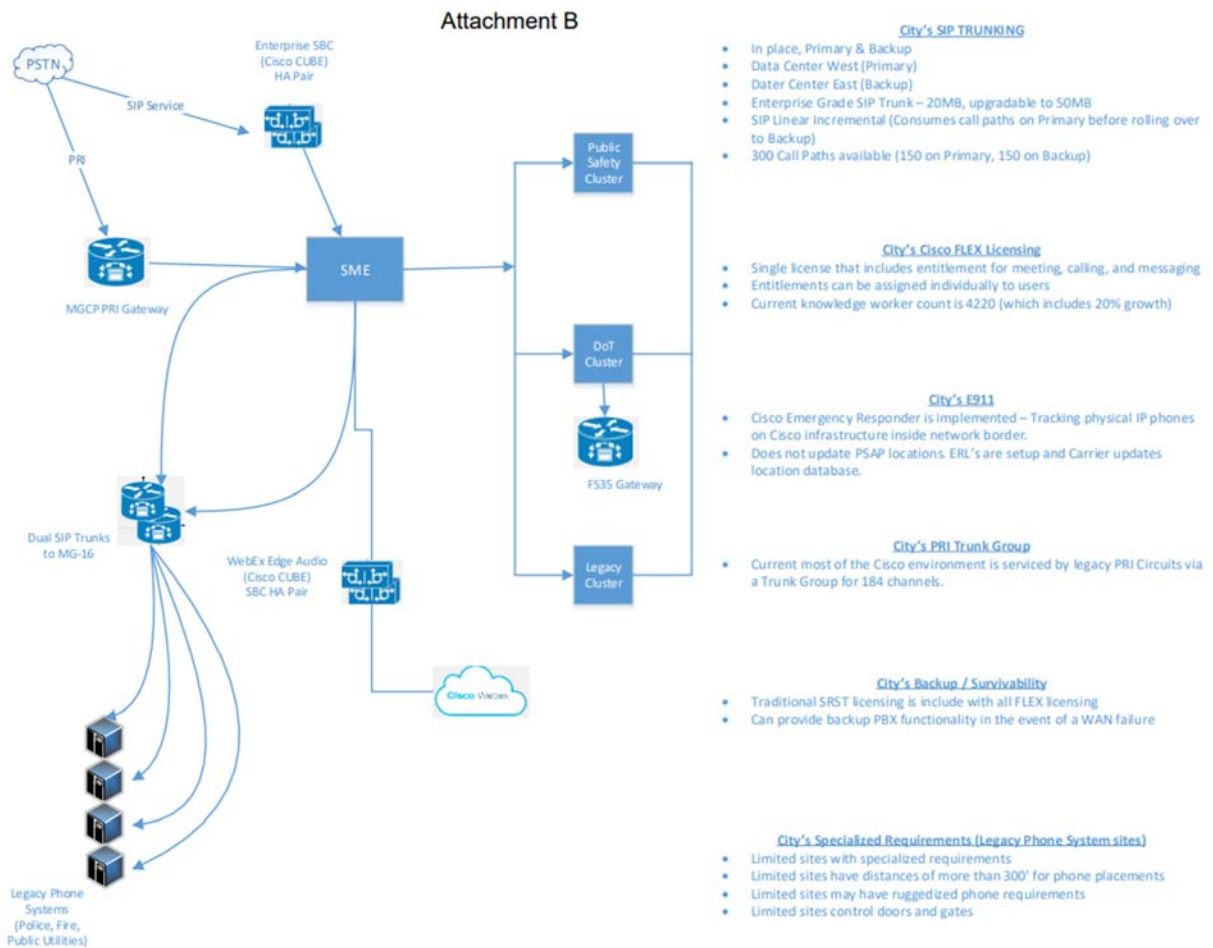 Attachment B
PSTN
SIP Service
PRI
Enterprise SBC
(Cisco CUBE)
HA Pair
MGCP PRI Gateway
SME
Public
Safety
Cluster
DoT
Cluster
FS35 Gateway
Legacy
Cluster
Dual SIP Trunks
to MG-16
WebEx Edge Audio
(Cisco CUBE)
SBC HA Pair
Cisco Webex
Legacy Phone
Systems
(Police, Fire,
Public Utilities)
City's SIP TRUNKING
• In place, Primary & Backup
• Data Center West (Primary)
• Dater Center East (Backup)
• Enterprise Grade SIP Trunk – 20MB, upgradable to 50MB
• SIP Linear Incremental (Consumes call paths on Primary before rolling over
to Backup)
• 300 Call Paths available (150 on Primary, 150 on Backup)
City's Cisco FLEX Licensing
• Single license that includes entitlement for meeting, calling, and messaging
• Entitlements can be assigned individually to users
• Current knowledge worker count is 4220 (which includes 20% growth)
City's E911
• Cisco Emergency Responder is implemented – Tracking physical IP phones
on Cisco infrastructure inside network border.
• Does not update PSAP locations. ERL's are setup and Carrier updates
location database.
City's PRI Trunk Group
• Current most of the Cisco environment is serviced by legacy PRI Circuits via
a Trunk Group for 184 channels.
City's Backup / Survivability
• Traditional SRST licensing is include with all FLEX licensing
• Can provide backup PBX functionality in the event of a WAN failure
City's Specialized Requirements (Legacy Phone System sites)
• Limited sites with specialized requirements
• Limited sites have distances of more than 300' for phone placements
• Limited sites may have ruggedized phone requirements
• Limited sites control doors and gates